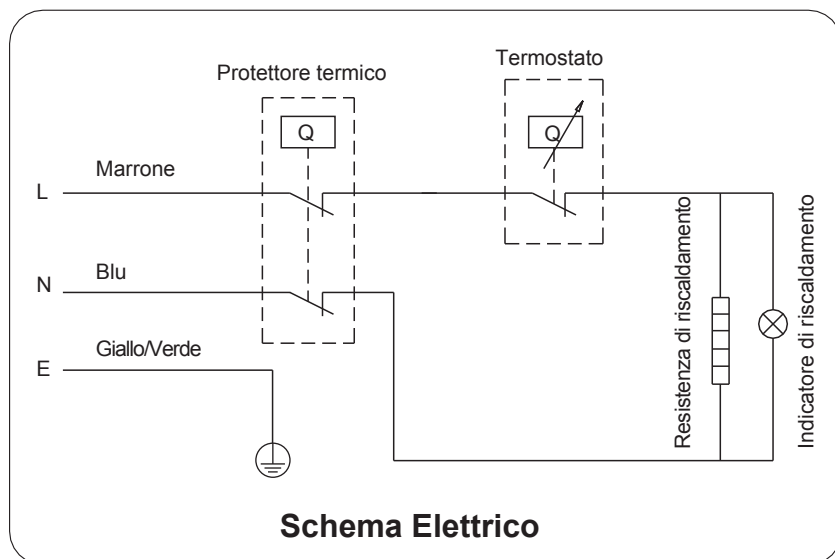 Protettore termico
Termostato
Q
Q
L
Marrone
N
Blu
E
Giallo/Verde
Resistenza di riscaldamento
Indicatore di riscaldamento
Schema Elettrico